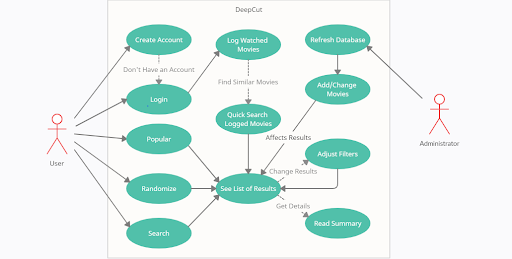 DeepCut
Create Account
Log Watched
Movies
Refresh Database
Don't Have an Account
Find Similar Movies
Login
Add/Change
Movies
Quick Search
Logged Movies
User
Popular
Affects Results
Administrator
Adjust Filters
Change Results
Randomize
See List of Results
Get Details
Search
Read Summary